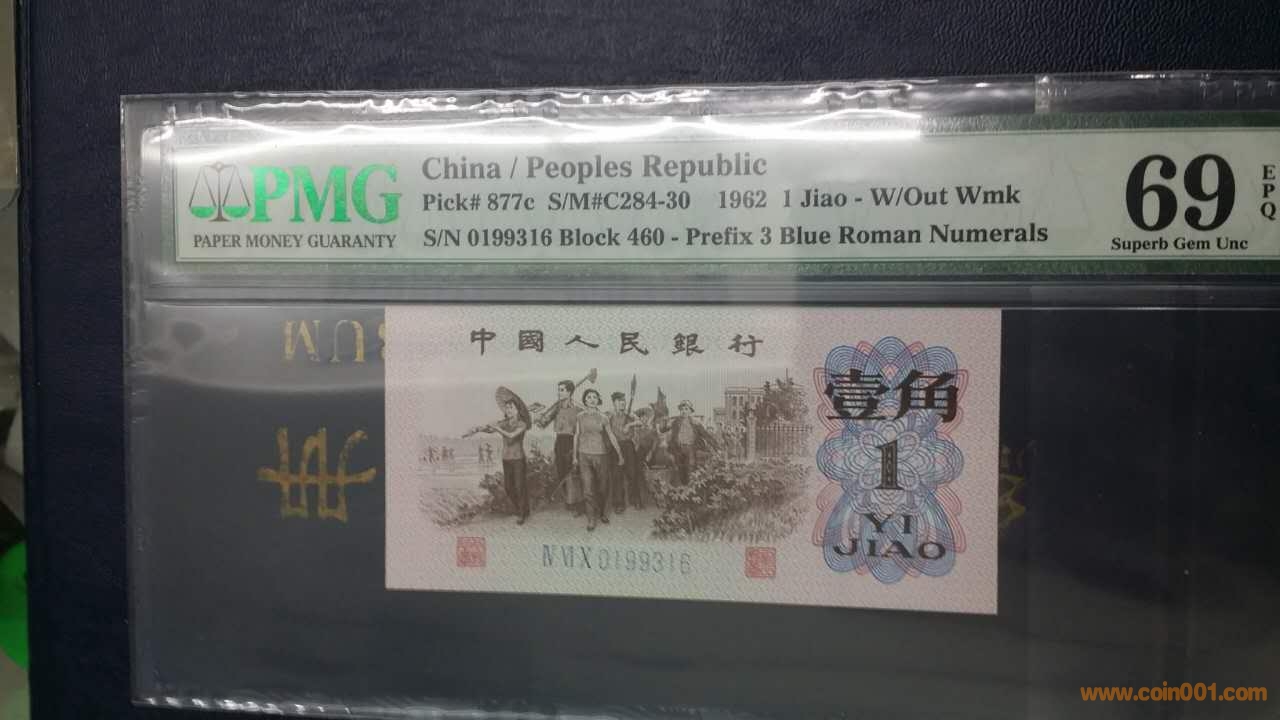 PMG
PAPER MONEY GUARANTY
China / Peoples Republic
Pick# 877c S/M#C284-30 1962 1 Jiao - W/Out Wmk
S/N 0199316 Block 460 - Prefix 3 Blue Roman Numerals
69
EPQ
Superb Gem Unc
中國人民銀行
壹角
1
YI
JIAO
ⅣⅥⅩ0199316
www.coin001.com